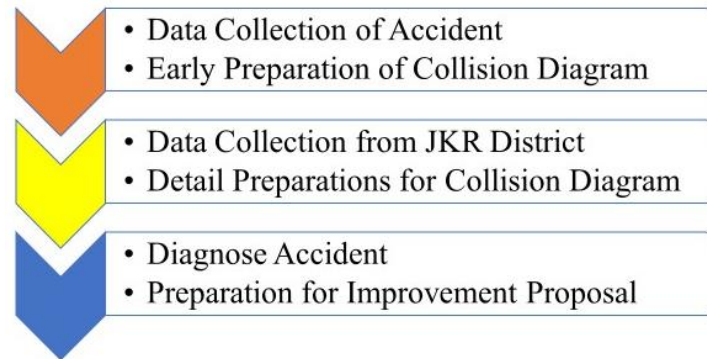 • Data Collection of Accident
• Early Preparation of Collision Diagram
• Data Collection from JKR District
• Detail Preparations for Collision Diagram
• Diagnose Accident
• Preparation for Improvement Proposal